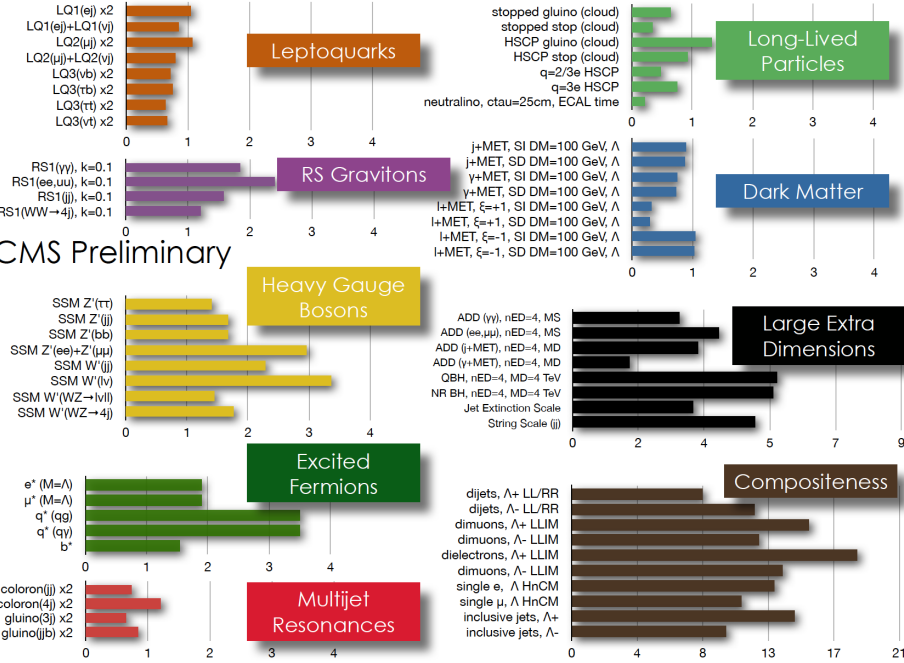 LQ1(ej) x2
LQ1(ej)+LQ1(νj)
LQ2(μj) x2
LQ2(μj)+LQ2(νj)
LQ3(νb) x2
LQ3(τb) x2
LQ3(τt) x2
LQ3(vt) x2
0 1 2 3 4
Leptoquarks
RS1(γγ), k=0.1
RS1(ee,uu), k=0.1
RS1(jj), k=0.1
RS1(WW→4j), k=0.1
0 1 2 3 4
RS Gravitons
CMS Preliminary
SSM Z'(ττ)
SSM Z'(jj)
SSM Z'(bb)
SSM Z'(ee)+Z'(μμ)
SSM W'(jj)
SSM W'(lv)
SSM W'(WZ→lvll)
SSM W'(WZ→4j)
0 1 2 3 4
Heavy Gauge
Bosons
e* (M=Λ)
μ* (M=Λ)
q* (qg)
q* (qγ)
b*
0 1 2 3 4
Excited
Fermions
coloron(jj) x2
coloron(4j) x2
gluino(3j) x2
gluino(jjb) x2
0 1 2 3 4
Multijet
Resonances
stopped gluino (cloud)
stopped stop (cloud)
HSCP gluino (cloud)
HSCP stop (cloud)
q=2/3e HSCP
q=3e HSCP
neutralino, ctau=25cm, ECAL time
0 1 2 3 4
Long-Lived
Particles
j+MET, SI DM=100 GeV, Λ
j+MET, SD DM=100 GeV, Λ
γ+MET, SI DM=100 GeV, Λ
γ+MET, SD DM=100 GeV, Λ
l+MET, ξ=+1, SI DM=100 GeV, Λ
l+MET, ξ=+1, SD DM=100 GeV, Λ
l+MET, ξ=-1, SI DM=100 GeV, Λ
l+MET, ξ=-1, SD DM=100 GeV, Λ
0 1 2 3 4
Dark Matter
ADD (γγ), nED=4, MS
ADD (ee,μμ), nED=4, MS
ADD (j+MET), nED=4, MD
ADD (γ+MET), nED=4, MD
QBH, nED=4, MD=4 TeV
NR BH, nED=4, MD=4 TeV
Jet Extinction Scale
String Scale (jj)
0 2 4 5 7 9
Large Extra
Dimensions
dijets, Λ+ LL/RR
dijets, Λ- LL/RR
dimuons, Λ+ LLIM
dimuons, Λ- LLIM
dielectrons, Λ+ LLIM
dimuons, Λ- LLIM
single e, Λ HnCM
single μ, Λ HnCM
inclusive jets, Λ+
inclusive jets, Λ-
0 4 8 13 17 21
Compositeness